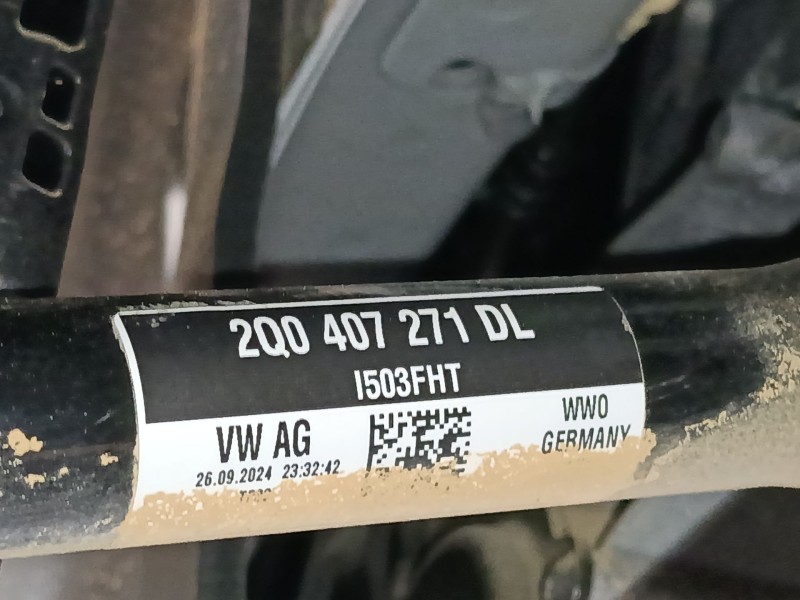 2Q0 407 271 DL
I503FHT
VW AG
WWO
GERMANY
26.09.2024 23:32:42